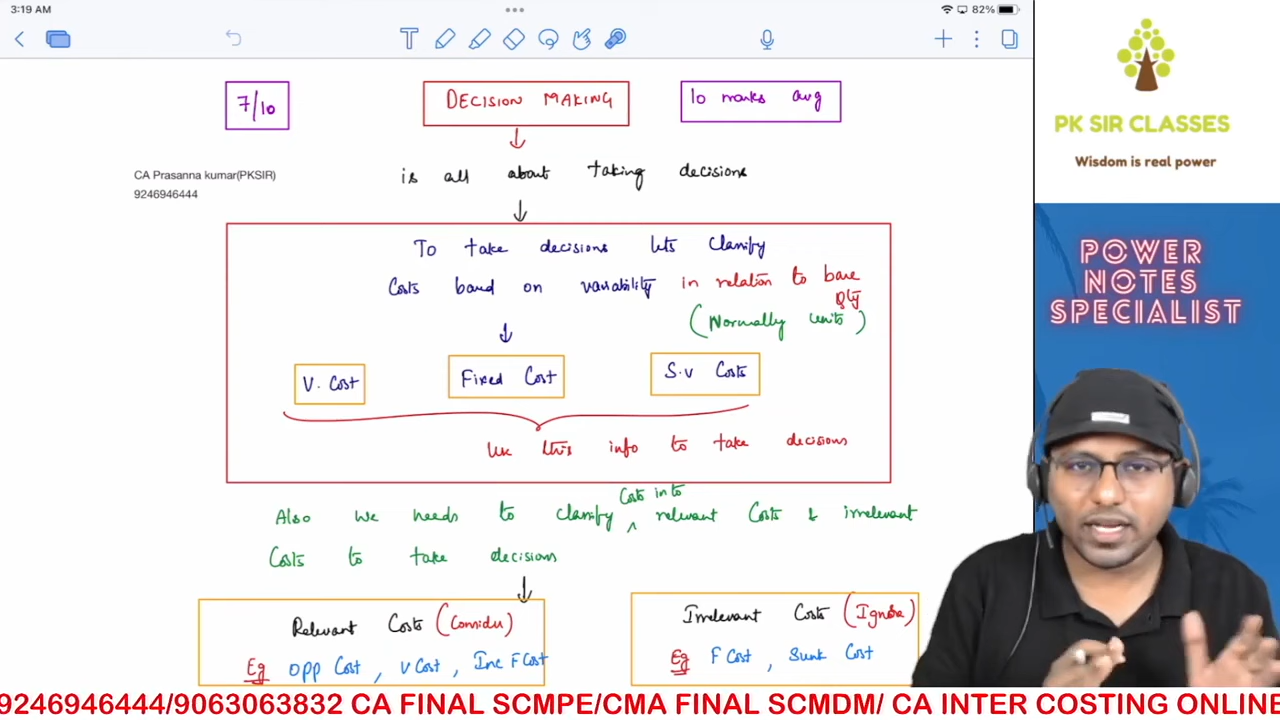 3:19 AM
82%
7/10
DECISION MAKING
10 marks avg
CA Prasanna kumar(PKSIR)
9246946444
is all about taking decisions
To take decisions lets Classify
Costs based on variability in relation to base
Qty
(Normally units)
V. Cost
Fixed Cost
S.V Costs
Use this info to take decisions
Costs into
Also we needs to classify ^ relevant Costs & irrelevant
Costs to take decisions
Relevant Costs (Consider)
Eg Opp Cost, V Cost, Inc F Cost
Irrelevant Costs (Ignore)
Eg F Cost, Sunk Cost
PK SIR CLASSES
Wisdom is real power
POWER
NOTES
SPECIALIST
9246946444/9063063832 CA FINAL SCMPE/CMA FINAL SCMDM/ CA INTER COSTING ONLINE